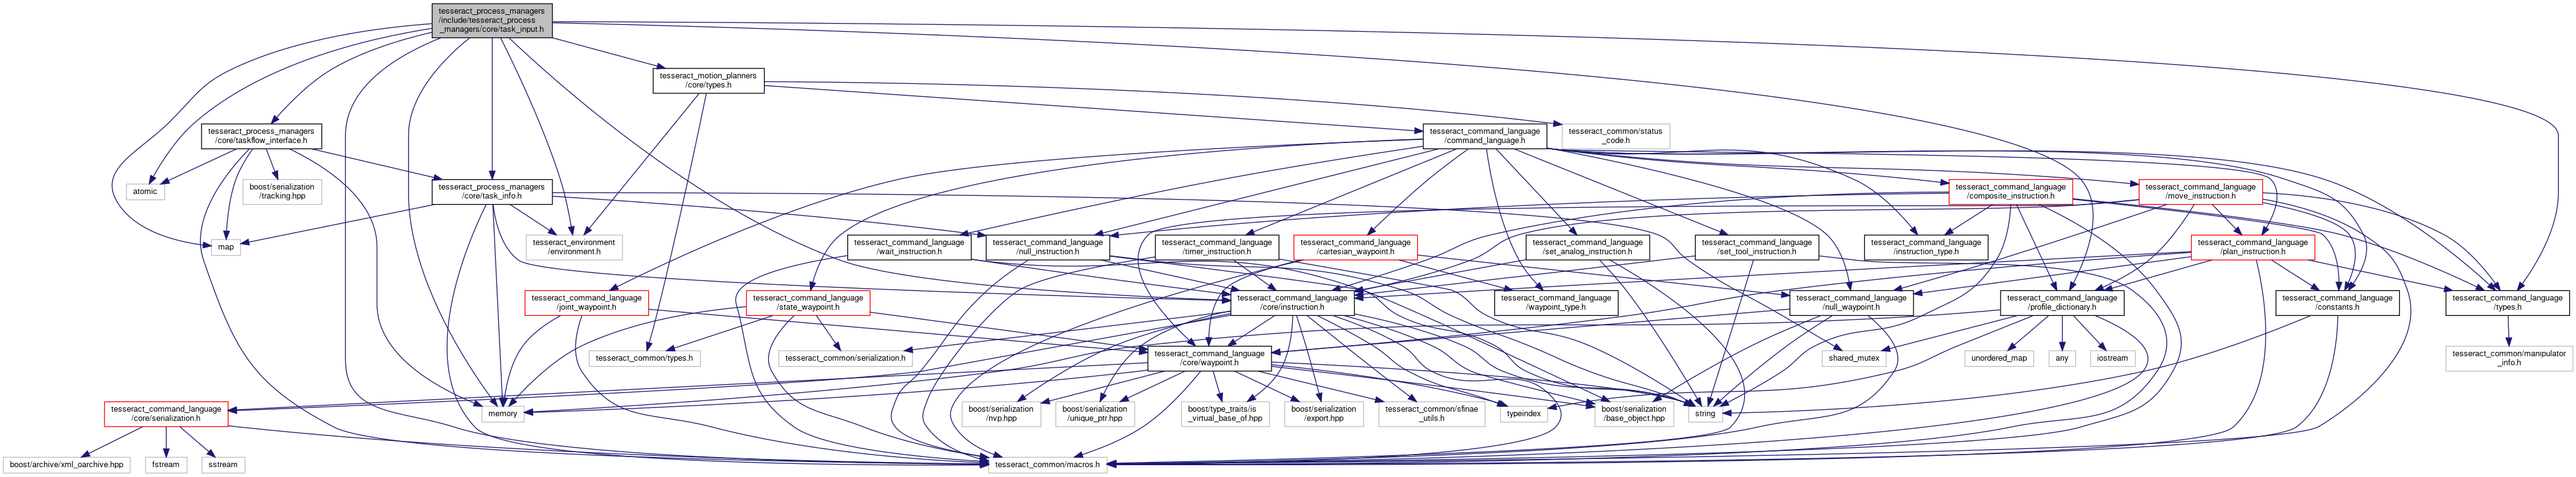 tesseract_process_managers
/include/tesseract_process
_managers/core/task_input.h
tesseract_motion_planners
/core/types.h
tesseract_process_managers
/core/taskflow_interface.h
tesseract_command_language
/command_language.h
tesseract_common/status
_code.h
atomic
boost/serialization
/tracking.hpp
tesseract_process_managers
/core/task_info.h
tesseract_command_language
/composite_instruction.h
tesseract_command_language
/move_instruction.h
map
tesseract_environment
/environment.h
tesseract_command_language
/wait_instruction.h
tesseract_command_language
/null_instruction.h
tesseract_command_language
/timer_instruction.h
tesseract_command_language
/cartesian_waypoint.h
tesseract_command_language
/set_analog_instruction.h
tesseract_command_language
/set_tool_instruction.h
tesseract_command_language
/instruction_type.h
tesseract_command_language
/plan_instruction.h
tesseract_command_language
/joint_waypoint.h
tesseract_command_language
/state_waypoint.h
tesseract_command_language
/core/instruction.h
tesseract_command_language
/waypoint_type.h
tesseract_command_language
/null_waypoint.h
tesseract_command_language
/profile_dictionary.h
tesseract_command_language
/constants.h
tesseract_command_language
/types.h
tesseract_common/types.h
tesseract_common/serialization.h
tesseract_command_language
/core/waypoint.h
shared_mutex
unordered_map
any
iostream
tesseract_common/manipulator
_info.h
tesseract_command_language
/core/serialization.h
memory
boost/serialization
/nvp.hpp
boost/serialization
/unique_ptr.hpp
boost/type_traits/is
_virtual_base_of.hpp
boost/serialization
/export.hpp
tesseract_common/sfinae
_utils.h
typeindex
boost/serialization
/base_object.hpp
string
boost/archive/xml_oarchive.hpp
fstream
sstream
tesseract_common/macros.h